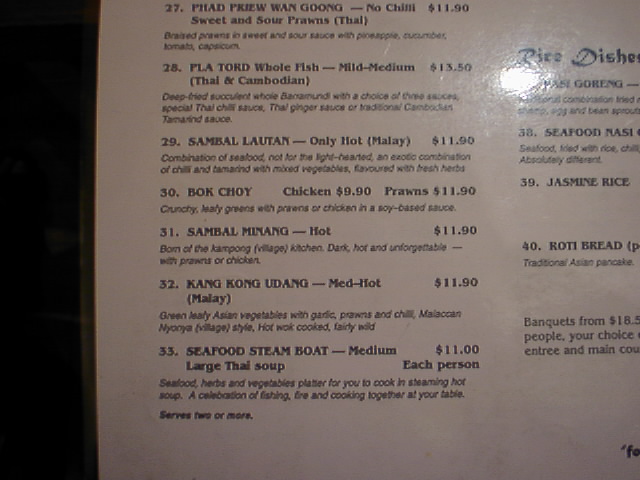 27. PHAD PRIEW WAN GOONG — No Chilli $11.90
Sweet and Sour Prawns (Thai)
Braised prawns in sweet and sour sauce with pineapple, cucumber,
tomato, capsicum.
28. PLA TORD Whole Fish — Mild-Medium $13.50
(Thai & Cambodian)
Deep-fried succulent whole Barramundi with a choice of three sauces,
special Thai chilli sauce, Thai ginger sauce or traditional Cambodian
Tamarind sauce.
29. SAMBAL LAUTAN — Only Hot (Malay) $11.90
Combination of seafood, not for the light-hearted, an exotic combination
of chilli and tamarind with mixed vegetables, flavoured with fresh herbs
30. BOK CHOY Chicken $9.90 Prawns $11.90
Crunchy, leafy greens with prawns or chicken in a soy-based sauce.
31. SAMBAL MINANG — Hot $11.90
Born of the kampong (village) kitchen. Dark, hot and unforgettable —
with prawns or chicken.
32. KANG KONG UDANG — Med-Hot $11.90
(Malay)
Green leafy Asian vegetables with garlic, prawns and chilli, Malaccan
Nyonya (village) style, Hot wok cooked, fairly wild
33. SEAFOOD STEAM BOAT — Medium $11.00
Large Thai soup Each person
Seafood, herbs and vegetables platter for you to cook in steaming hot
soup. A celebration of fishing, fire and cooking together at your table.
Serves two or more.
Rice Dishes
NASI GORENG —
combination fried
egg and bean sprouts
38. SEAFOOD NASI
Seafood, fried with rice, chilli,
Absolutely different.
39. JASMINE RICE
40. ROTI BREAD (p
Traditional Asian pancake.
Banquets from $18.5
people, your choice
entree and main cou
"fo